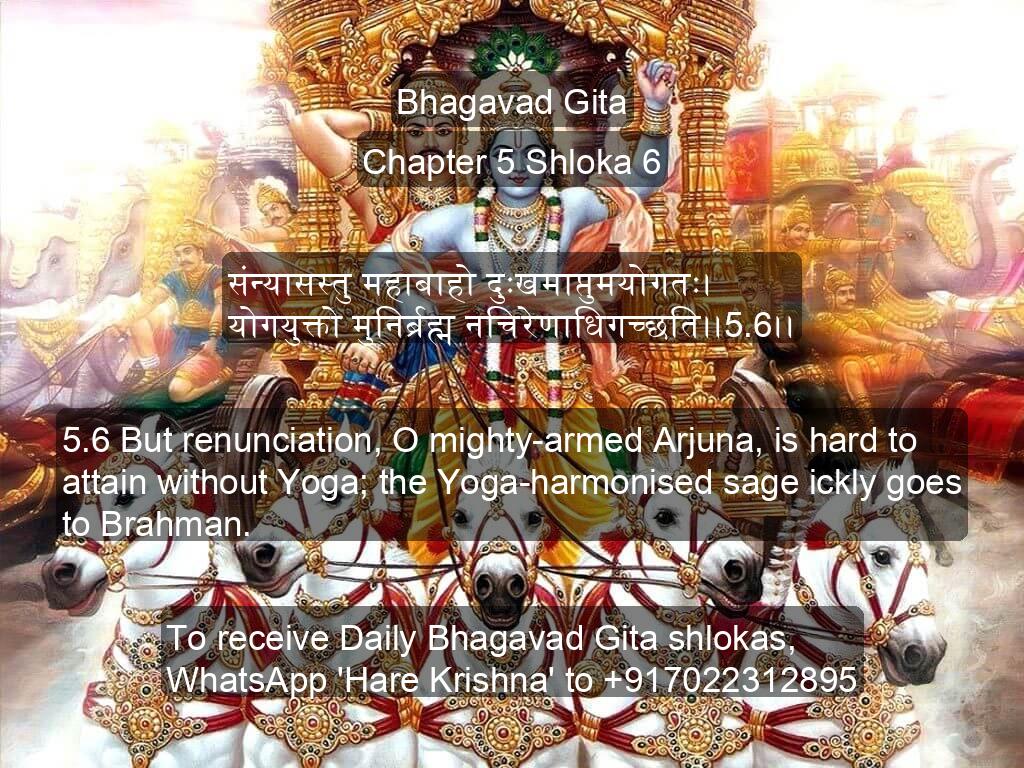 Bhagavad Gita
Chapter 5 Shloka 6
संन्यासस्तु महाबाहो दुःखमाप्तुमयोगतः।
योगयुक्तो मुनिर्ब्रह्म नचिरेणाधिगच्छति।।5.6।।
5.6 But renunciation, O mighty-armed Arjuna, is hard to
attain without Yoga; the Yoga-harmonised sage ickly goes
to Brahman.
To receive Daily Bhagavad Gita shlokas,
WhatsApp 'Hare Krishna' to +917022312895